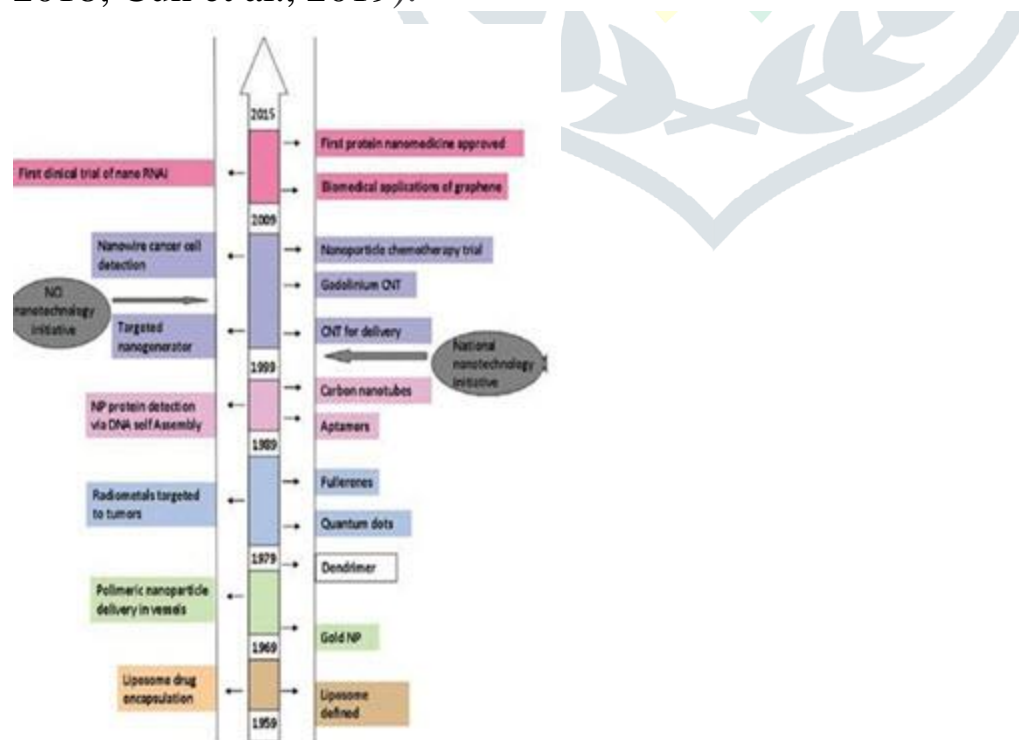 2018; Cun et al., 2019).
2015
First protein nanomedicine approved
First clinical trial of nano RNAi
Biomedical applications of graphene
2009
Nanowire cancer cell
detection
Nanoparticle chemotherapy trial
Gadolinium CNT
NCI
nanotechnology
initiative
Targeted
nanogenerator
CNT for delivery
National
nanotechnology
initiative
1999
Carbon nanotubes
NP protein detection
via DNA self Assembly
Aptamers
1989
Fullerenes
Radiometals targeted
to tumors
Quantum dots
1979
Dendrimer
Polimeric nanoparticle
delivery in vessels
Gold NP
1969
Liposome drug
encapsulation
Liposome
defined
1959